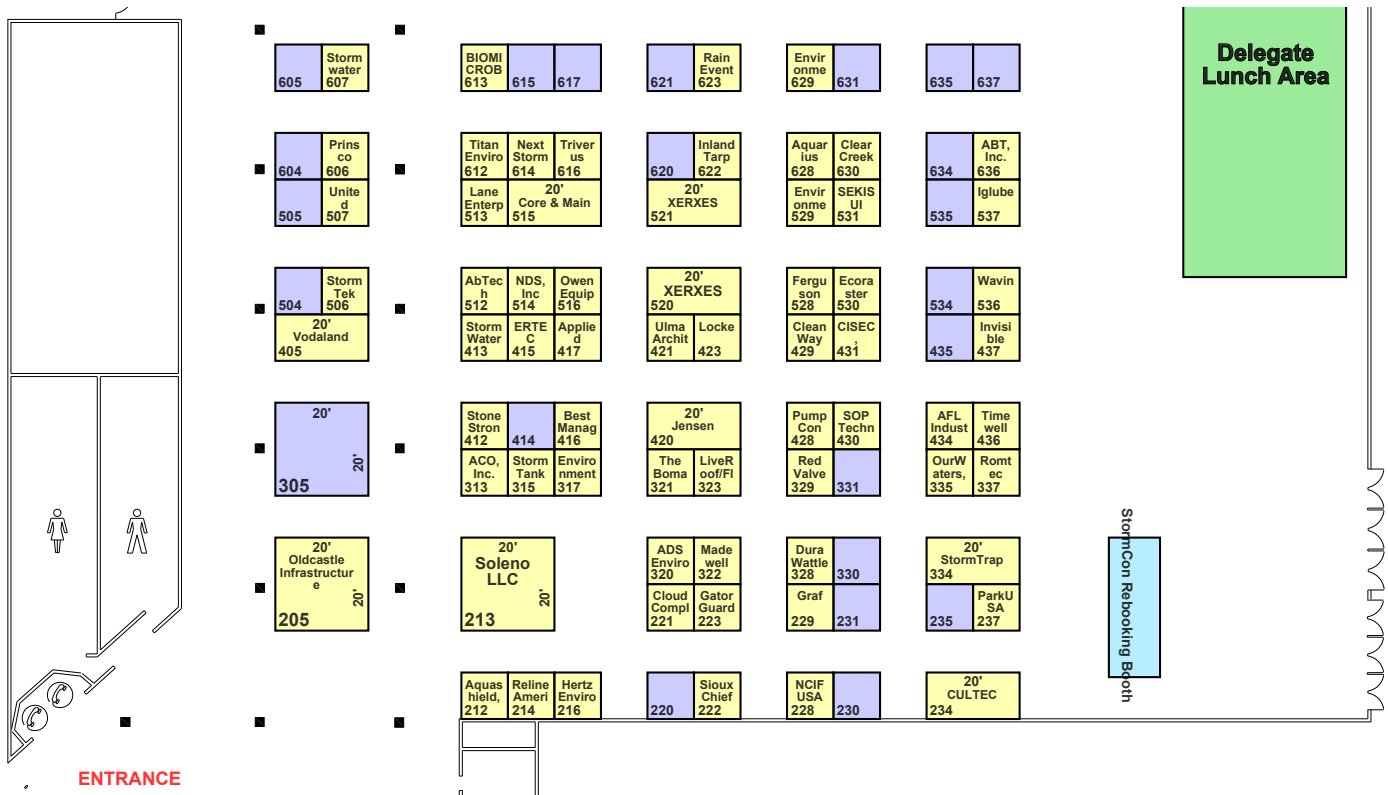 Delegate
Lunch Area
605
Storm
water
607
BIOMI
CROB
613
615
617
621
Rain
Event
623
Envir
onme
629
631
635
637
604
Prins
co
606
Titan
Enviro
612
Next
Storm
614
Triver
us
616
620
Inland
Tarp
622
Aquar
ius
628
Clear
Creek
630
634
ABT,
Inc.
636
505
Unite
d
507
Lane
Enterp
513
20'
Core & Main
515
20'
XERXES
521
Envir
onme
529
SEKIS
UI
531
535
Iglube
537
504
Storm
Tek
506
AbTec
h
512
NDS,
Inc
514
Owen
Equip
516
20'
XERXES
520
Fergu
son
528
Ecora
ster
530
534
Wavin
536
20'
Vodaland
405
Storm
Water
413
ERTE
C
415
Applie
d
417
Ulma
Archit
421
Locke
423
Clean
Way
429
CISEC
,
431
435
Invisi
ble
437
20'
20'
305
Stone
Stron
412
414
Best
Manag
416
20'
Jensen
420
Pump
Con
428
SOP
Techn
430
AFL
Indust
434
Time
well
436
ACO,
Inc.
313
Storm
Tank
315
Enviro
nment
317
The
Boma
321
LiveR
oof/Fl
323
Red
Valve
329
331
OurW
aters,
335
Romt
ec
337
20'
Oldcastle
Infrastructur
e
20'
205
20'
Soleno
LLC
20'
213
ADS
Enviro
320
Made
well
322
Dura
Wattle
328
330
20'
StormTrap
334
Cloud
Compl
221
Gator
Guard
223
Graf
229
231
235
ParkU
SA
237
StormCon Rebooking Booth
Aquas
hield,
212
Reline
Ameri
214
Hertz
Enviro
216
220
Sioux
Chief
222
NCIF
USA
228
230
20'
CULTEC
234
ENTRANCE